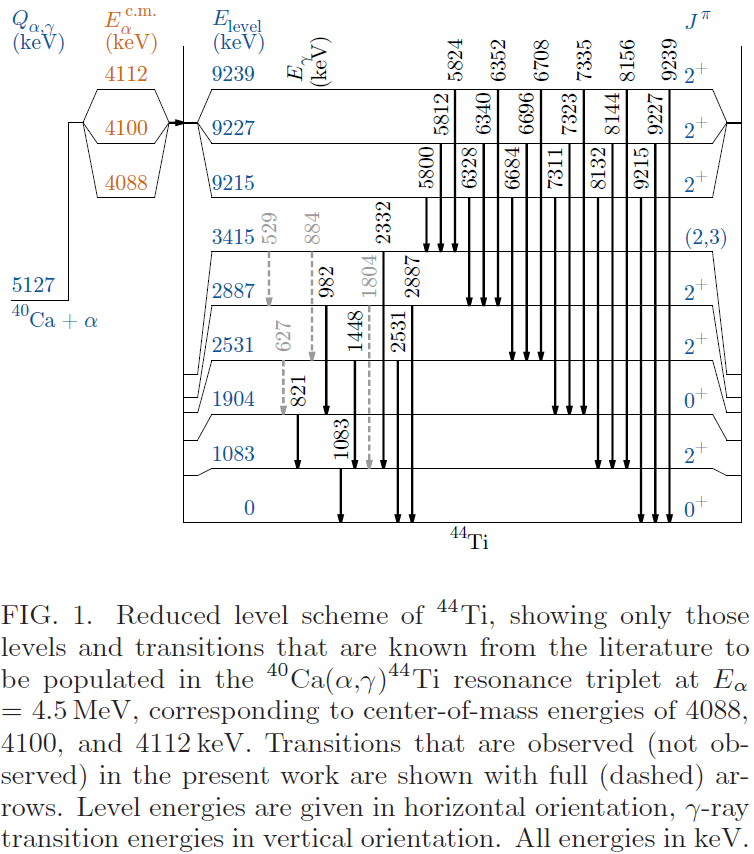 Qα,γ Eα c.m. Elevel Jπ
(keV) (keV) (keV) Eγ (keV)
4112 9239 5824 6352 6708 7335 8156 9239 2+
4100 9227 5812 6340 6696 7323 8144 9227 2+
4088 9215 5800 6328 6684 7311 8132 9215 2+
3415 529 884 2332 (2,3)
5127 2887 982 1804 2887 2+
40Ca + α
2531 627 1448 2531 2+
1904 821 0+
1083 1083 2+
0 0+
44Ti
FIG. 1. Reduced level scheme of 44Ti, showing only those
levels and transitions that are known from the literature to
be populated in the 40Ca(α,γ)44Ti resonance triplet at Eα
= 4.5 MeV, corresponding to center-of-mass energies of 4088,
4100, and 4112 keV. Transitions that are observed (not ob-
served) in the present work are shown with full (dashed) ar-
rows. Level energies are given in horizontal orientation, γ-ray
transition energies in vertical orientation. All energies in keV.